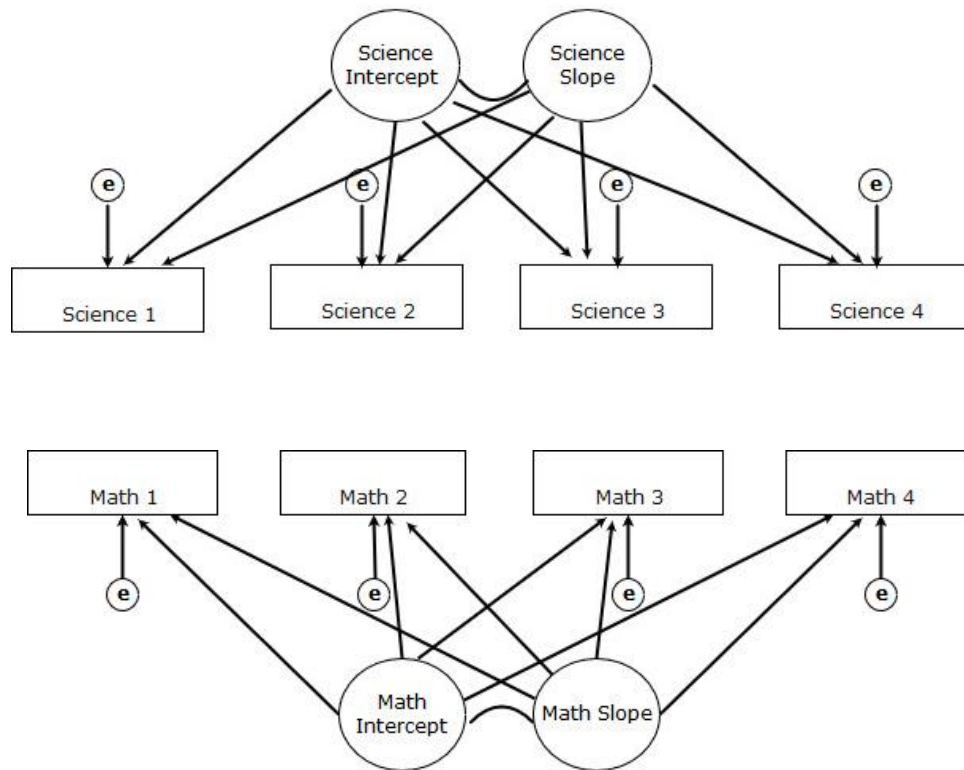 Science
Intercept
Science
Slope
e
e
e
e
Science 1
Science 2
Science 3
Science 4
Math 1
Math 2
Math 3
Math 4
e
e
e
e
Math
Intercept
Math Slope